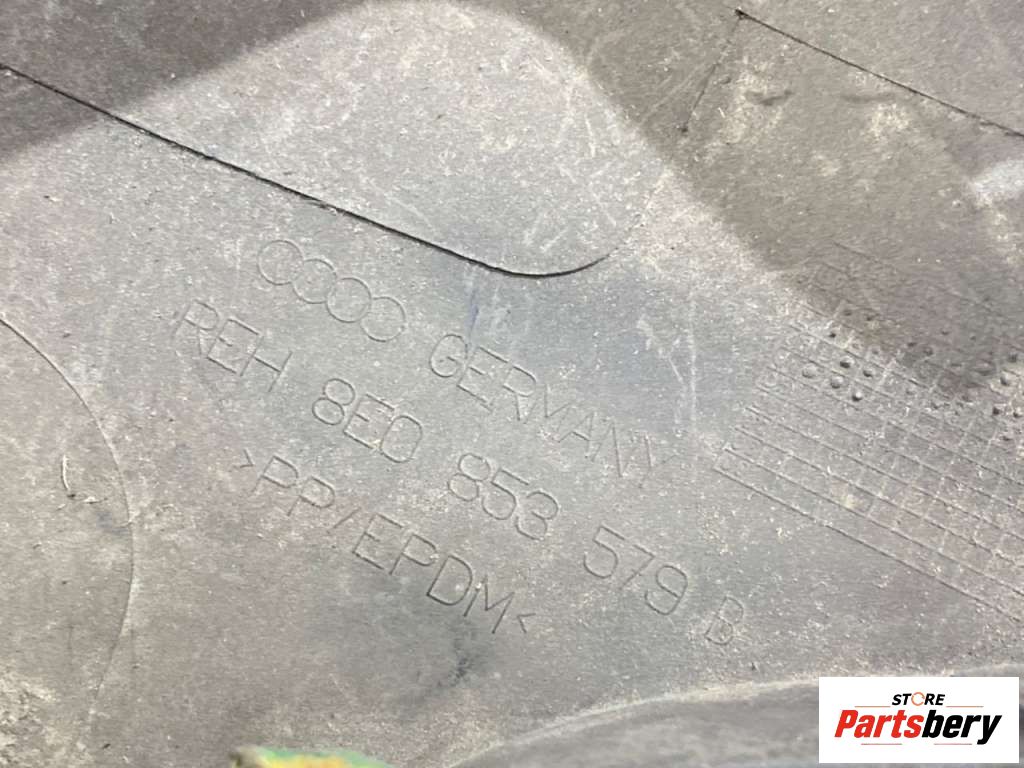 GERMANY
REH 8E0 853 579 B
>PP/EPDM<
STORE
Partsbery